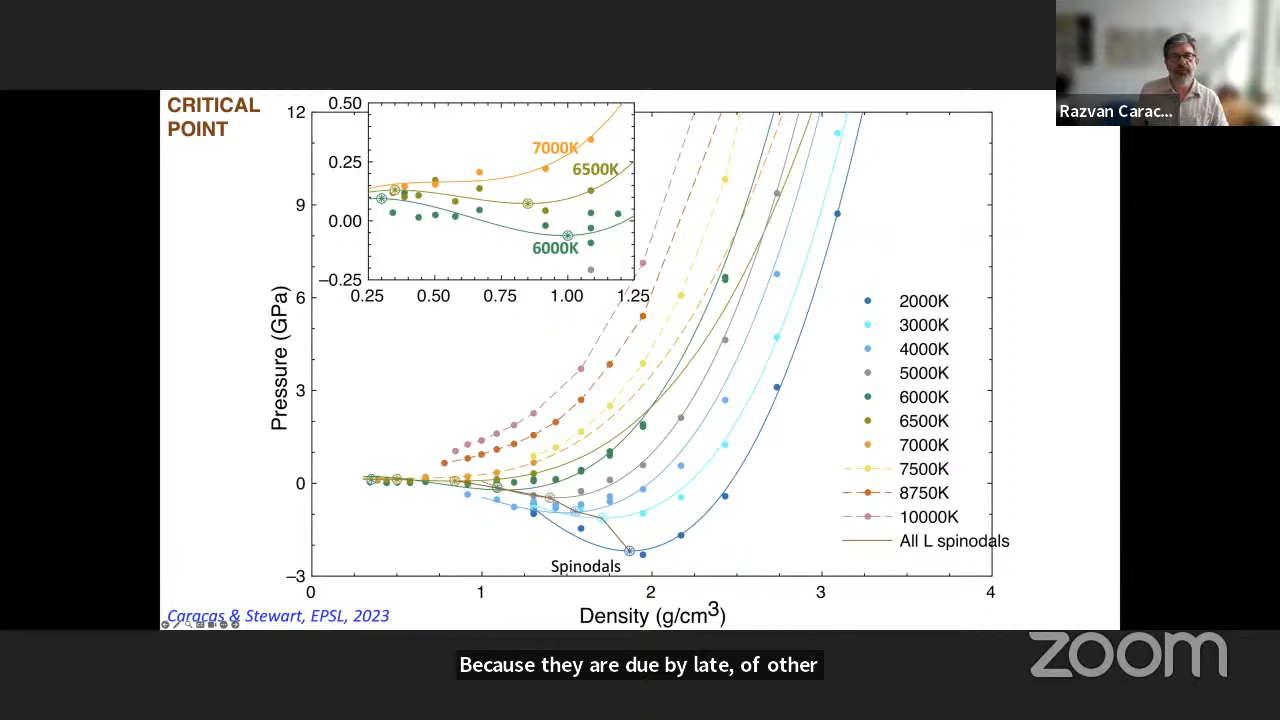 Razvan Carac...
CRITICAL
POINT
0.50
0.25
0.00
−0.25
0.25 0.50 0.75 1.00 1.25
7000K
6500K
6000K
12
9
6
3
0
−3
Pressure (GPa)
2000K
3000K
4000K
5000K
6000K
6500K
7000K
7500K
8750K
10000K
All L spinodals
Spinodals
0 1 2 3 4
Density (g/cm3)
Caracas & Stewart, EPSL, 2023
zoom
Because they are due by late, of other